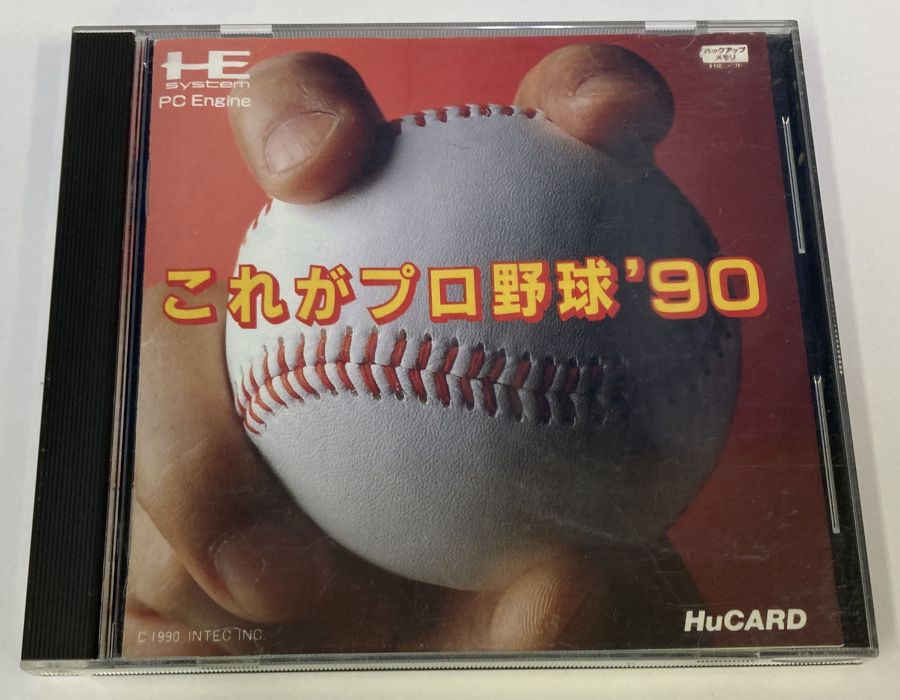 HE
system
PC Engine
バックアップ
メモリ
これがプロ野球'90
C 1990 INTEC INC.
HuCARD